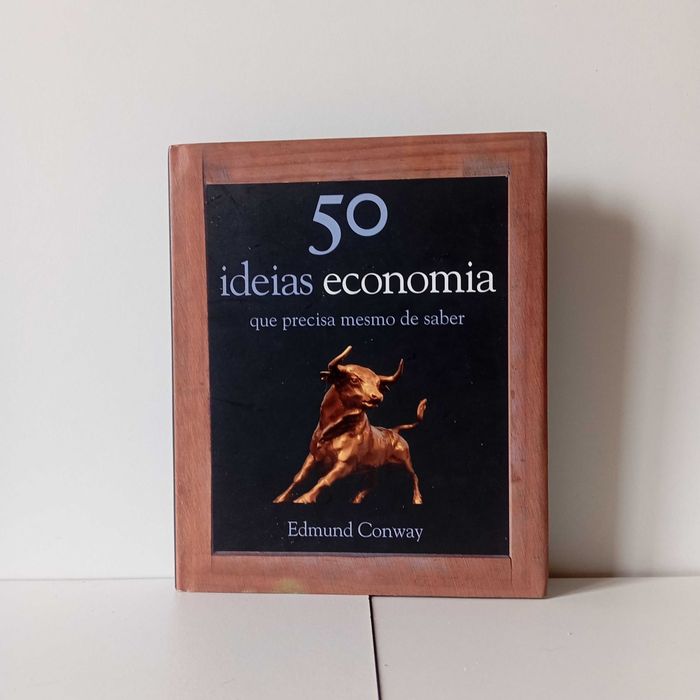 50
ideias economia
que precisa mesmo de saber
Edmund Conway